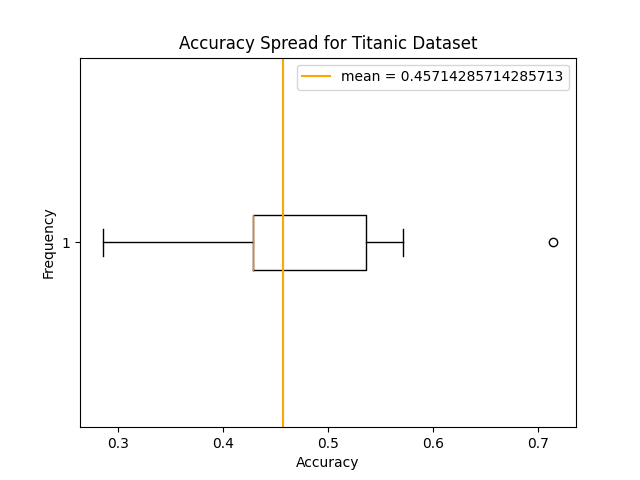 Accuracy Spread for Titanic Dataset
mean = 0.45714285714285713
Frequency
1
0.3 0.4 0.5 0.6 0.7
Accuracy